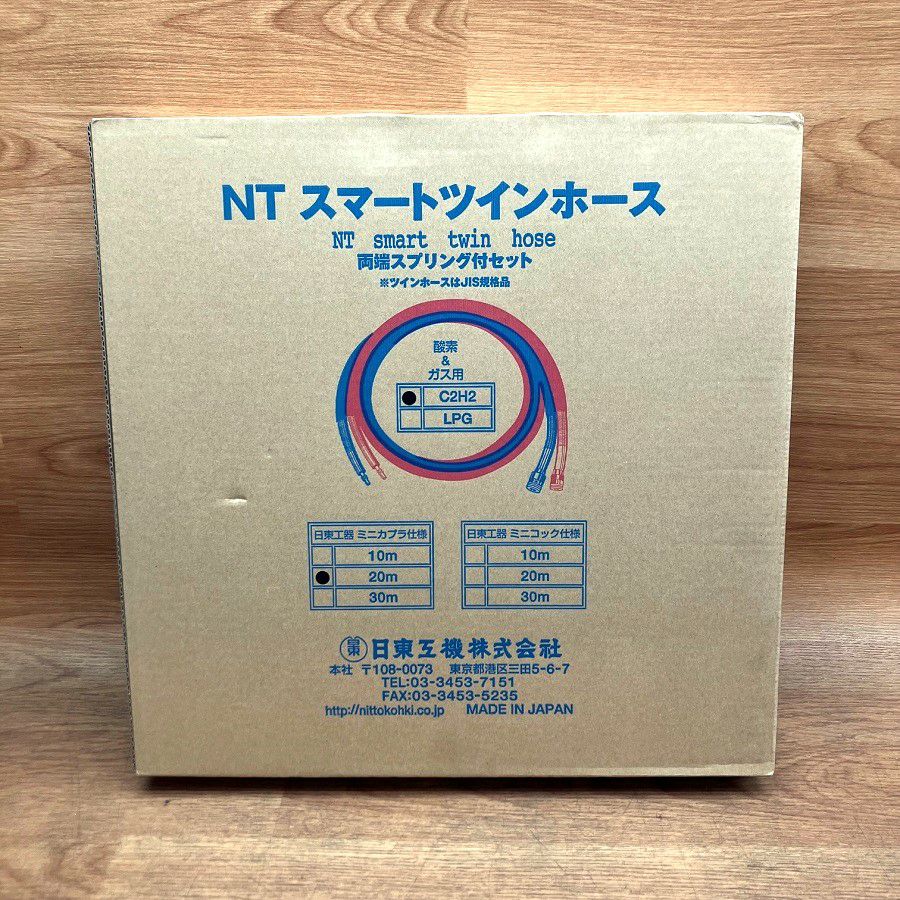 NT スマートツインホース
NT smart twin hose
両端スプリング付セット
※ツインホースはJIS規格品
酸素
&
ガス用
C2H2
LPG
日東工器 ミニカプラ仕様
10m
20m
30m
日東工器 ミニコック仕様
10m
20m
30m
日東互機株式会社
本社 〒108-0073 東京都港区三田5-6-7
TEL:03-3453-7151
FAX:03-3453-5235
http://nittokohki.co.jp MADE IN JAPAN